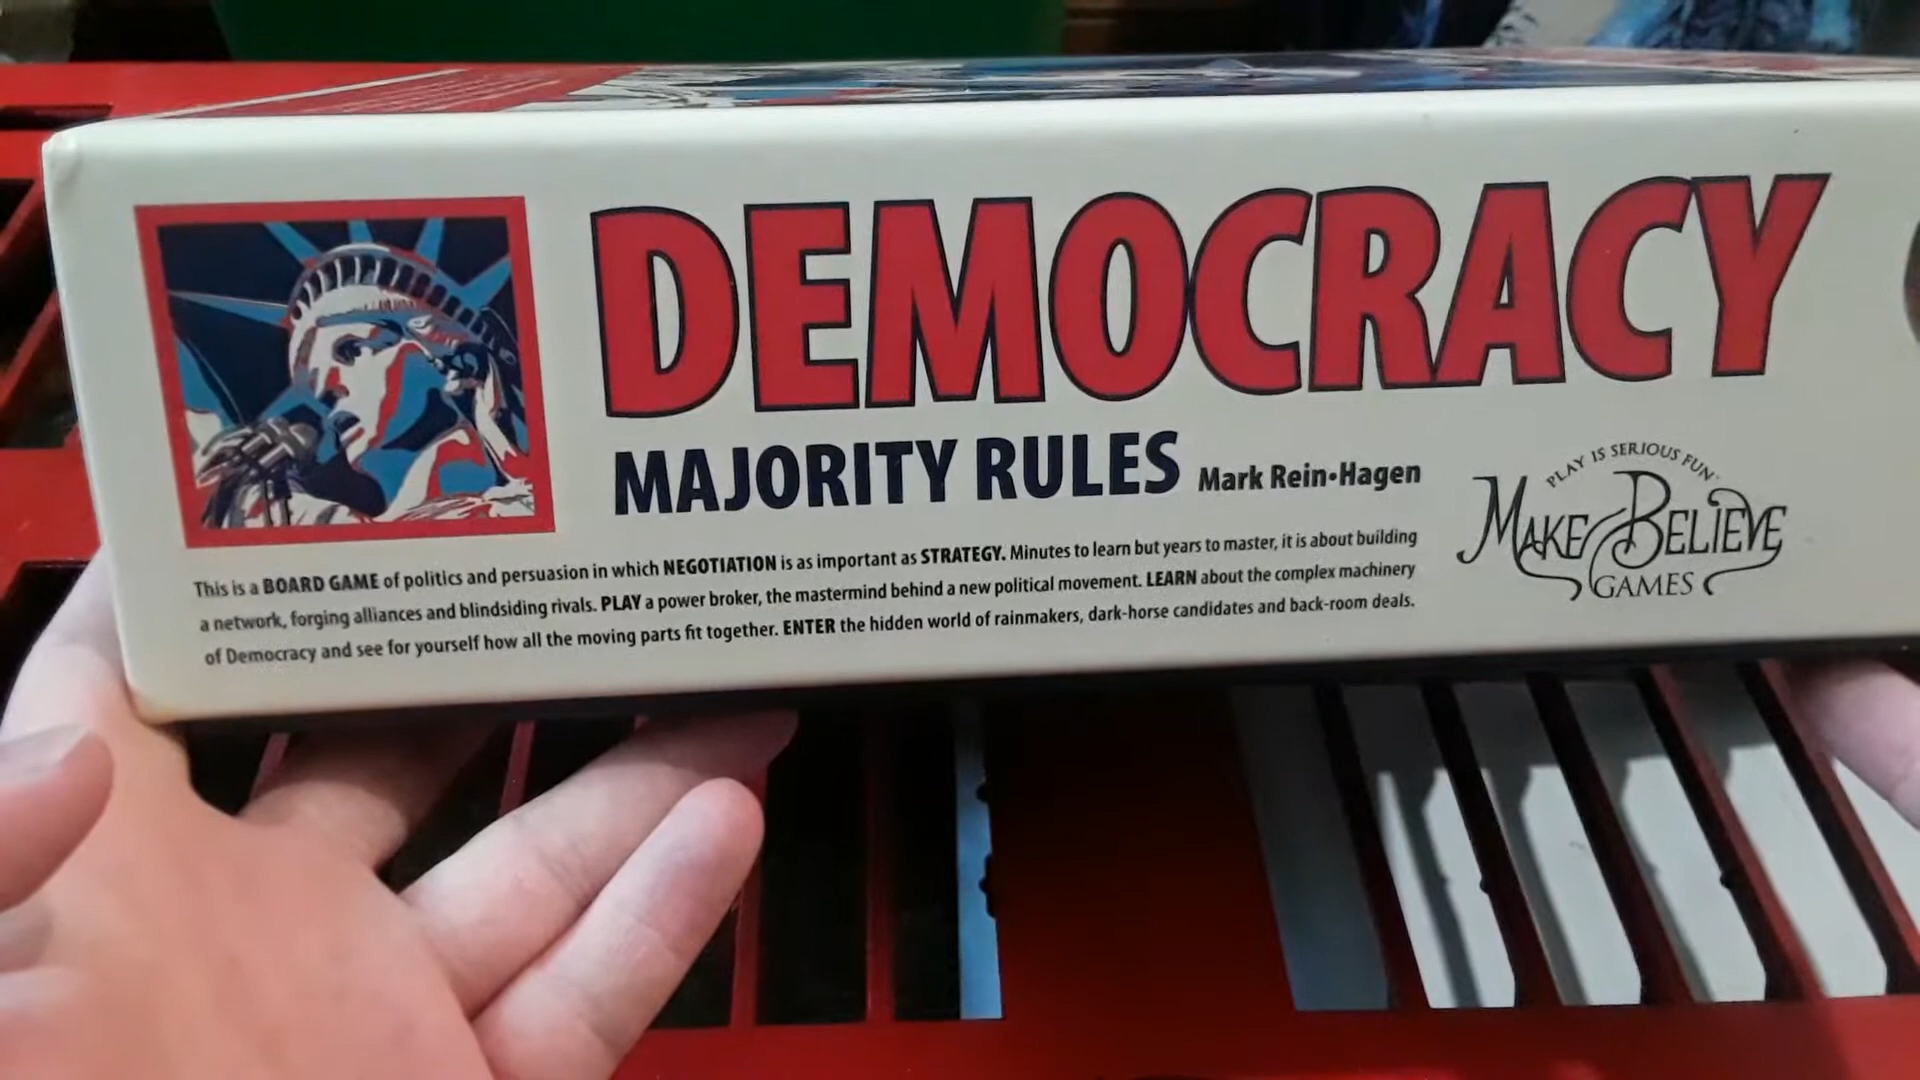 DEMOCRACY
MAJORITY RULES Mark Rein•Hagen
This is a BOARD GAME of politics and persuasion in which NEGOTIATION is as important as STRATEGY. Minutes to learn but years to master, it is about building
a network, forging alliances and blindsiding rivals. PLAY a power broker, the mastermind behind a new political movement. LEARN about the complex machinery
of Democracy and see for yourself how all the moving parts fit together. ENTER the hidden world of rainmakers, dark-horse candidates and back-room deals.
PLAY IS SERIOUS FUN™
MAKE BELIEVE
GAMES